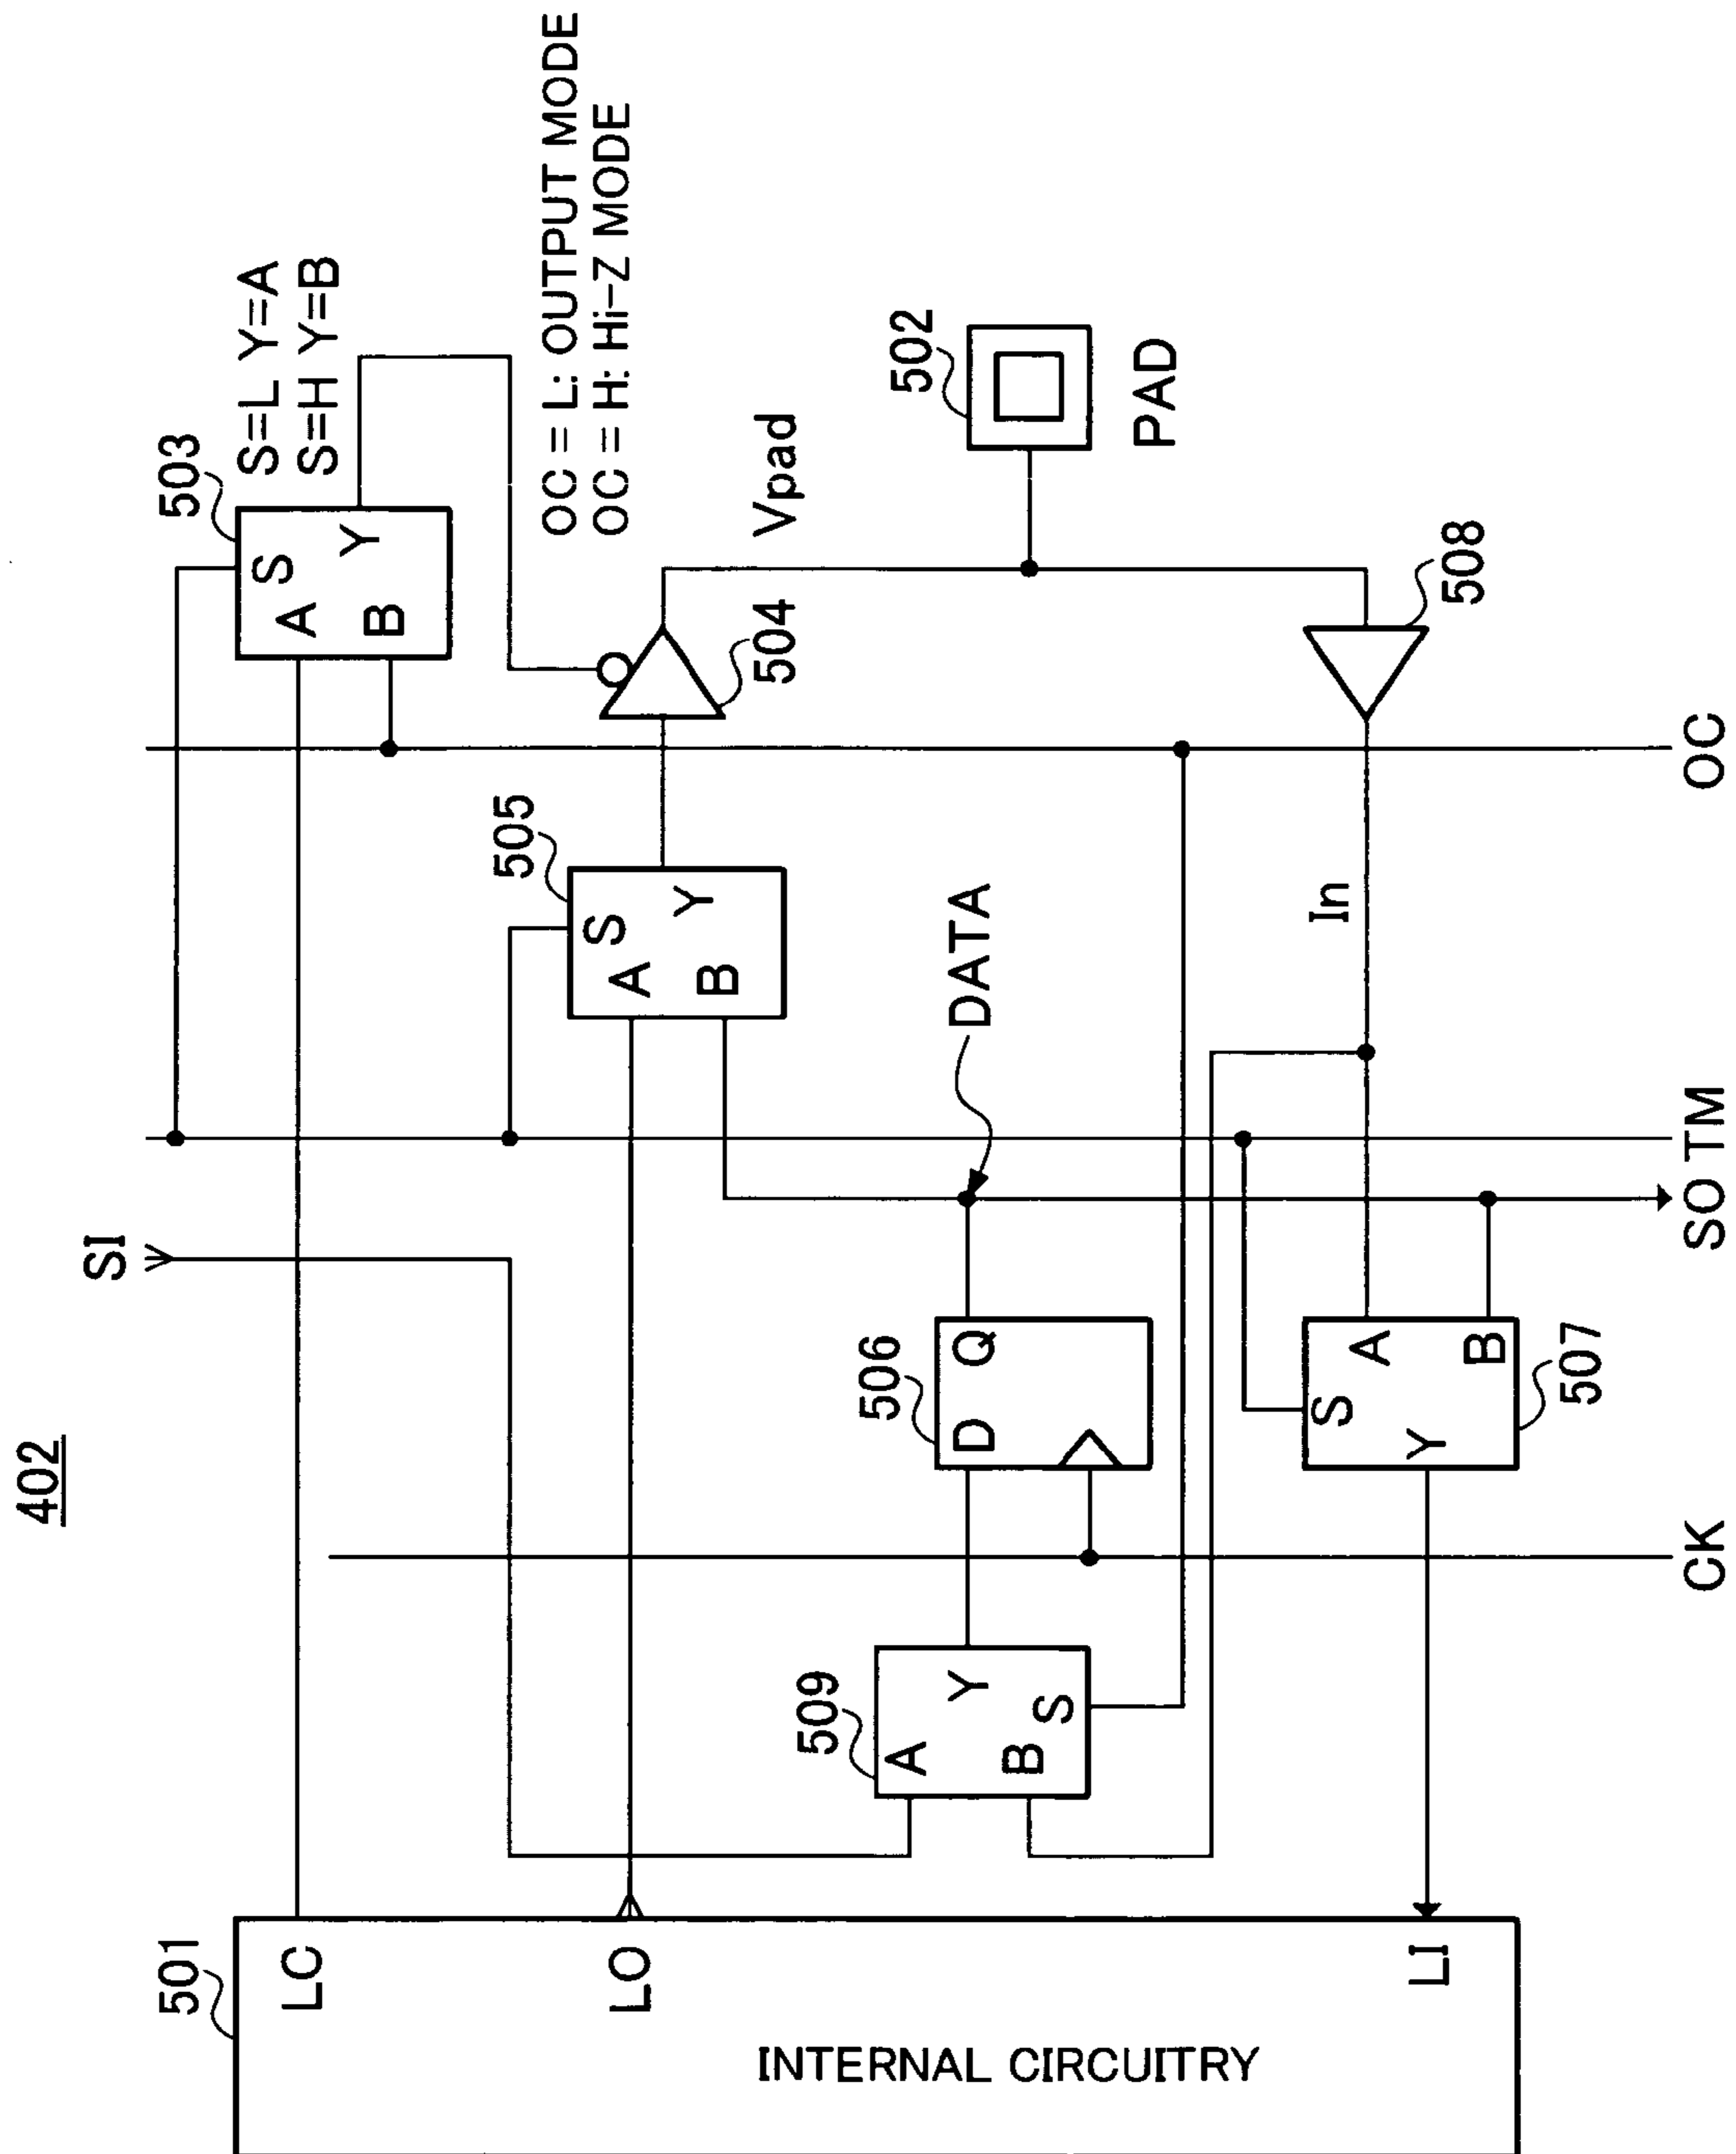 402
SI
503
S=L Y=A
S=H Y=B
S
A
Y
B
OC = L: OUTPUT MODE
OC = H: Hi-Z MODE
505
S
A
Y
B
504
Vpad
502
PAD
DATA
506
D
Q
509
A
Y
B
S
In
508
S
A
Y
B
507
501
LC
LO
LI
INTERNAL CIRCUITRY
CK
SO
TM
OC